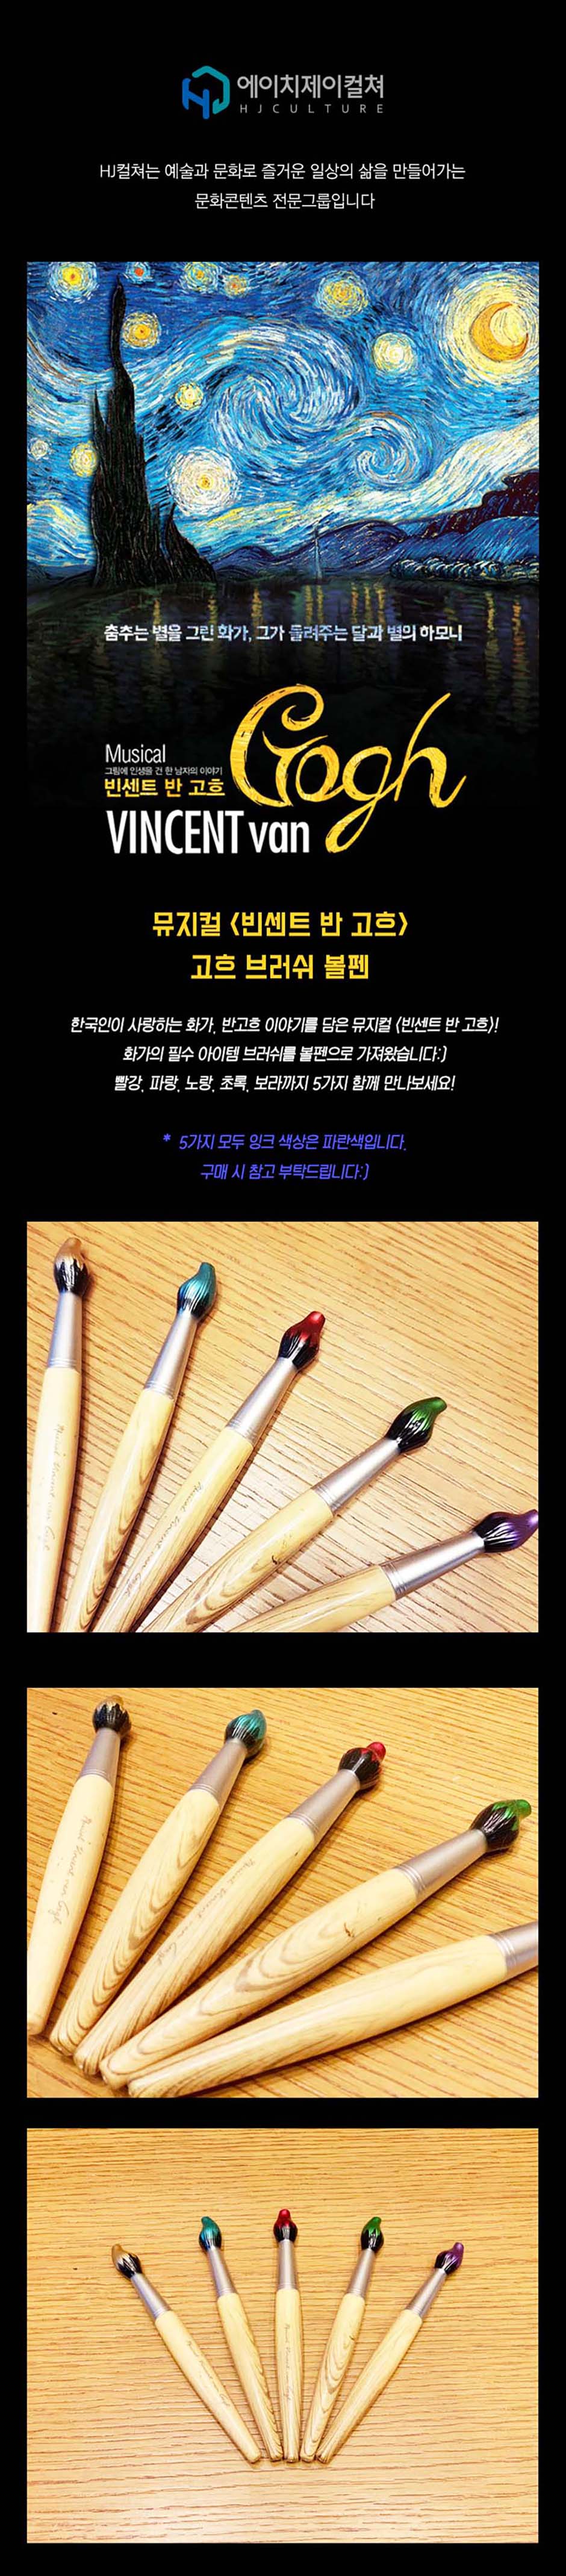 에이치제이컬쳐
HJCULTURE
HJ컬쳐는 예술과 문화로 즐거운 일상의 삶을 만들어가는
문화콘텐츠 전문그룹입니다
춤추는 별을 그린 화가, 그가 들려주는 달과 별의 하모니
Musical
그림에 인생을 건 한 남자의 이야기
빈센트 반 고흐
VINCENT van Gogh
뮤지컬 <빈센트 반 고흐>
고흐 브러쉬 볼펜
한국인이 사랑하는 화가, 반고흐 이야기를 담은 뮤지컬 <빈센트 반 고흐>!
화가의 필수 아이템 브러쉬를 볼펜으로 가져왔습니다:)
빨강, 파랑, 노랑, 초록, 보라까지 5가지 함께 만나보세요!
* 5가지 모두 잉크 색상은 파란색입니다.
구매 시 참고 부탁드립니다:)